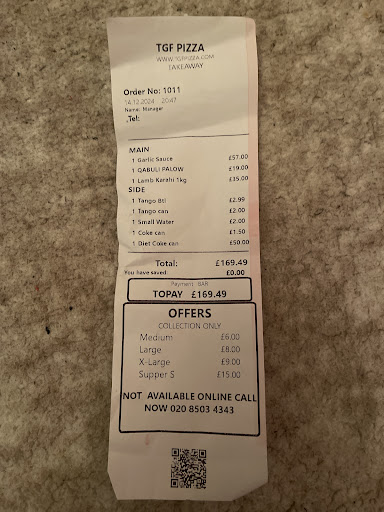 TGF PIZZA
WWW.TGFPIZZA.COM
TAKEAWAY
Order No: 1011
14.12.2024 20:47
Name: Manager
,Tel:
MAIN
1 Garlic Sauce £57.00
1 QABULI PALOW £19.00
1 Lamb Karahi 1kg £35.00
SIDE
1 Tango Btl £2.99
1 Tango can £2.00
1 Small Water £2.00
1 Coke can £1.50
1 Diet Coke can £50.00
Total: £169.49
You have saved: £0.00
Payment BAR
TOPAY £169.49
OFFERS
COLLECTION ONLY
Medium £6.00
Large £8.00
X-Large £9.00
Supper S £15.00
NOT AVAILABLE ONLINE CALL
NOW 020 8503 4343